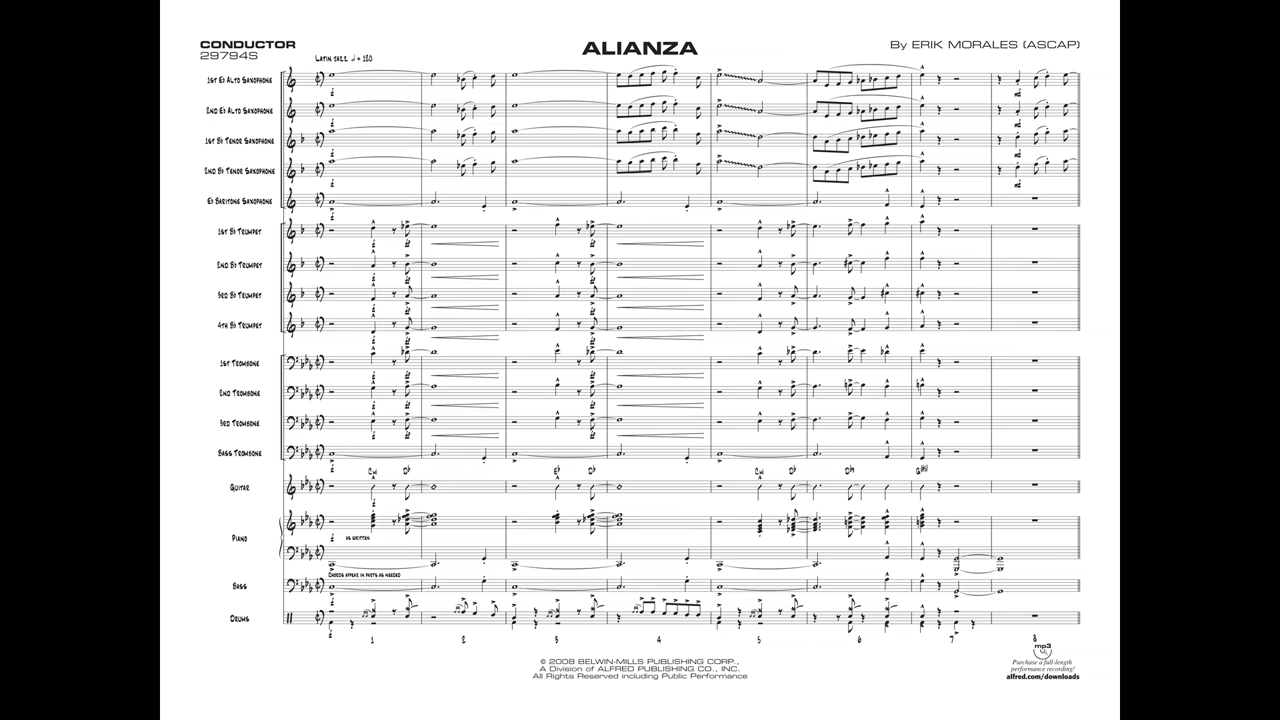 CONDUCTOR
29794S
ALIANZA
By ERIK MORALES (ASCAP)
LATIN JAZZ ♩ = 180
1ST E♭ ALTO SAXOPHONE
2ND E♭ ALTO SAXOPHONE
1ST B♭ TENOR SAXOPHONE
2ND B♭ TENOR SAXOPHONE
E♭ BARITONE SAXOPHONE
1ST B♭ TRUMPET
2ND B♭ TRUMPET
3RD B♭ TRUMPET
4TH B♭ TRUMPET
1ST TROMBONE
2ND TROMBONE
3RD TROMBONE
BASS TROMBONE
GUITAR
PIANO
AS WRITTEN
CHORDS APPEAR IN PARTS AS NEEDED
BASS
DRUMS
1 2 3 4 5 6 7 8
© 2008 BELWIN-MILLS PUBLISHING CORP.,
A Division of ALFRED PUBLISHING CO., INC.
All Rights Reserved including Public Performance
mp3
Purchase a full-length
performance recording!
alfred.com/downloads